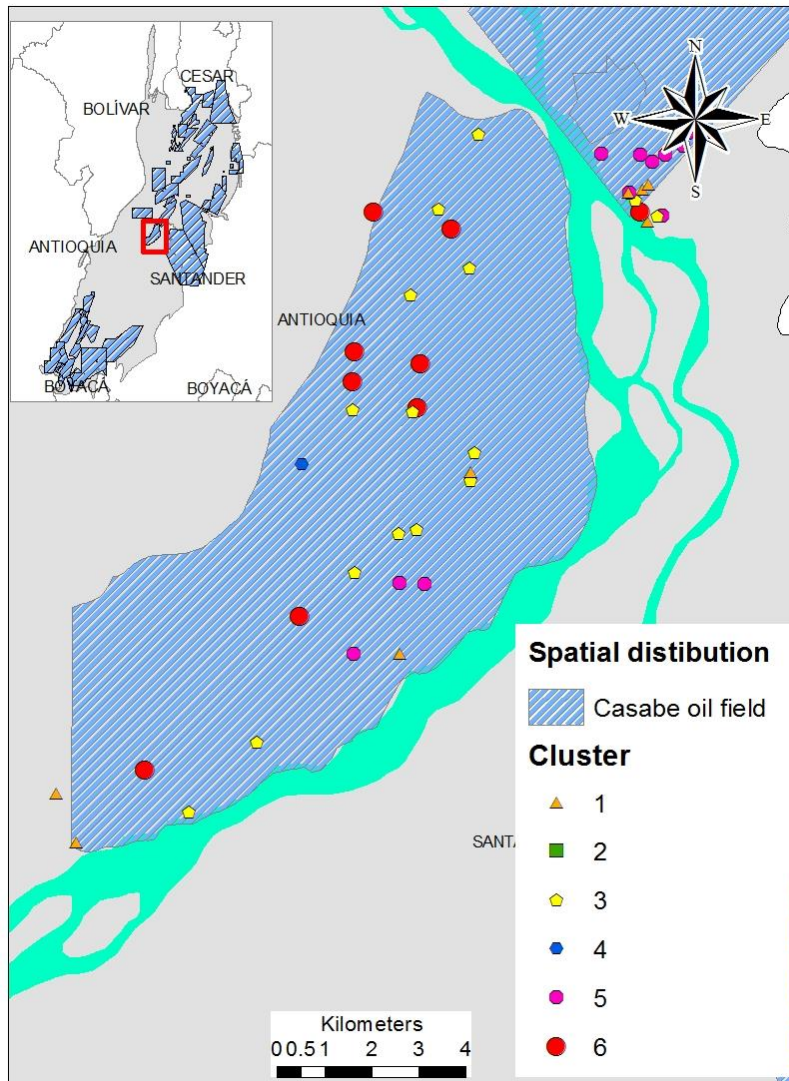 CESAR
BOLÍVAR
ANTIOQUIA
SANTANDER
BOYACÁ
BOYACÁ
N
W
E
S
ANTIOQUIA
Spatial distibution
Casabe oil field
Cluster
1
2
3
4
5
6
SANTA
Kilometers
0 0.5 1 2 3 4